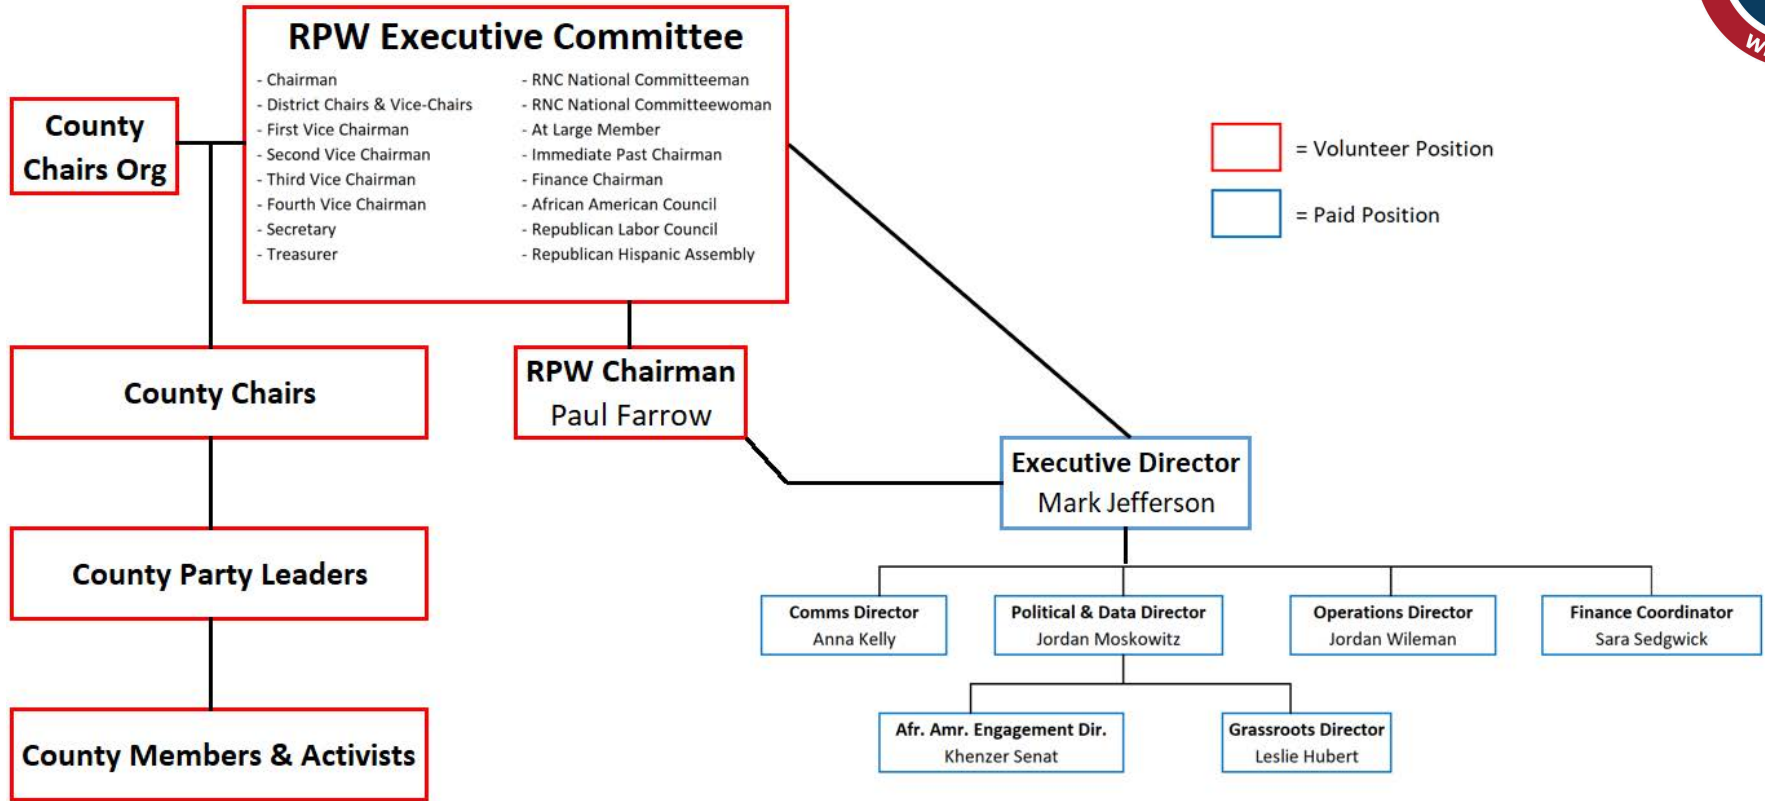 RPW Executive Committee
- Chairman
- District Chairs & Vice-Chairs
- First Vice Chairman
- Second Vice Chairman
- Third Vice Chairman
- Fourth Vice Chairman
- Secretary
- Treasurer
- RNC National Committeeman
- RNC National Committeewoman
- At Large Member
- Immediate Past Chairman
- Finance Chairman
- African American Council
- Republican Labor Council
- Republican Hispanic Assembly
County
Chairs Org
= Volunteer Position
= Paid Position
County Chairs
RPW Chairman
Paul Farrow
Executive Director
Mark Jefferson
County Party Leaders
Comms Director
Anna Kelly
Political & Data Director
Jordan Moskowitz
Operations Director
Jordan Wileman
Finance Coordinator
Sara Sedgwick
County Members & Activists
Afr. Amr. Engagement Dir.
Khenzer Senat
Grassroots Director
Leslie Hubert